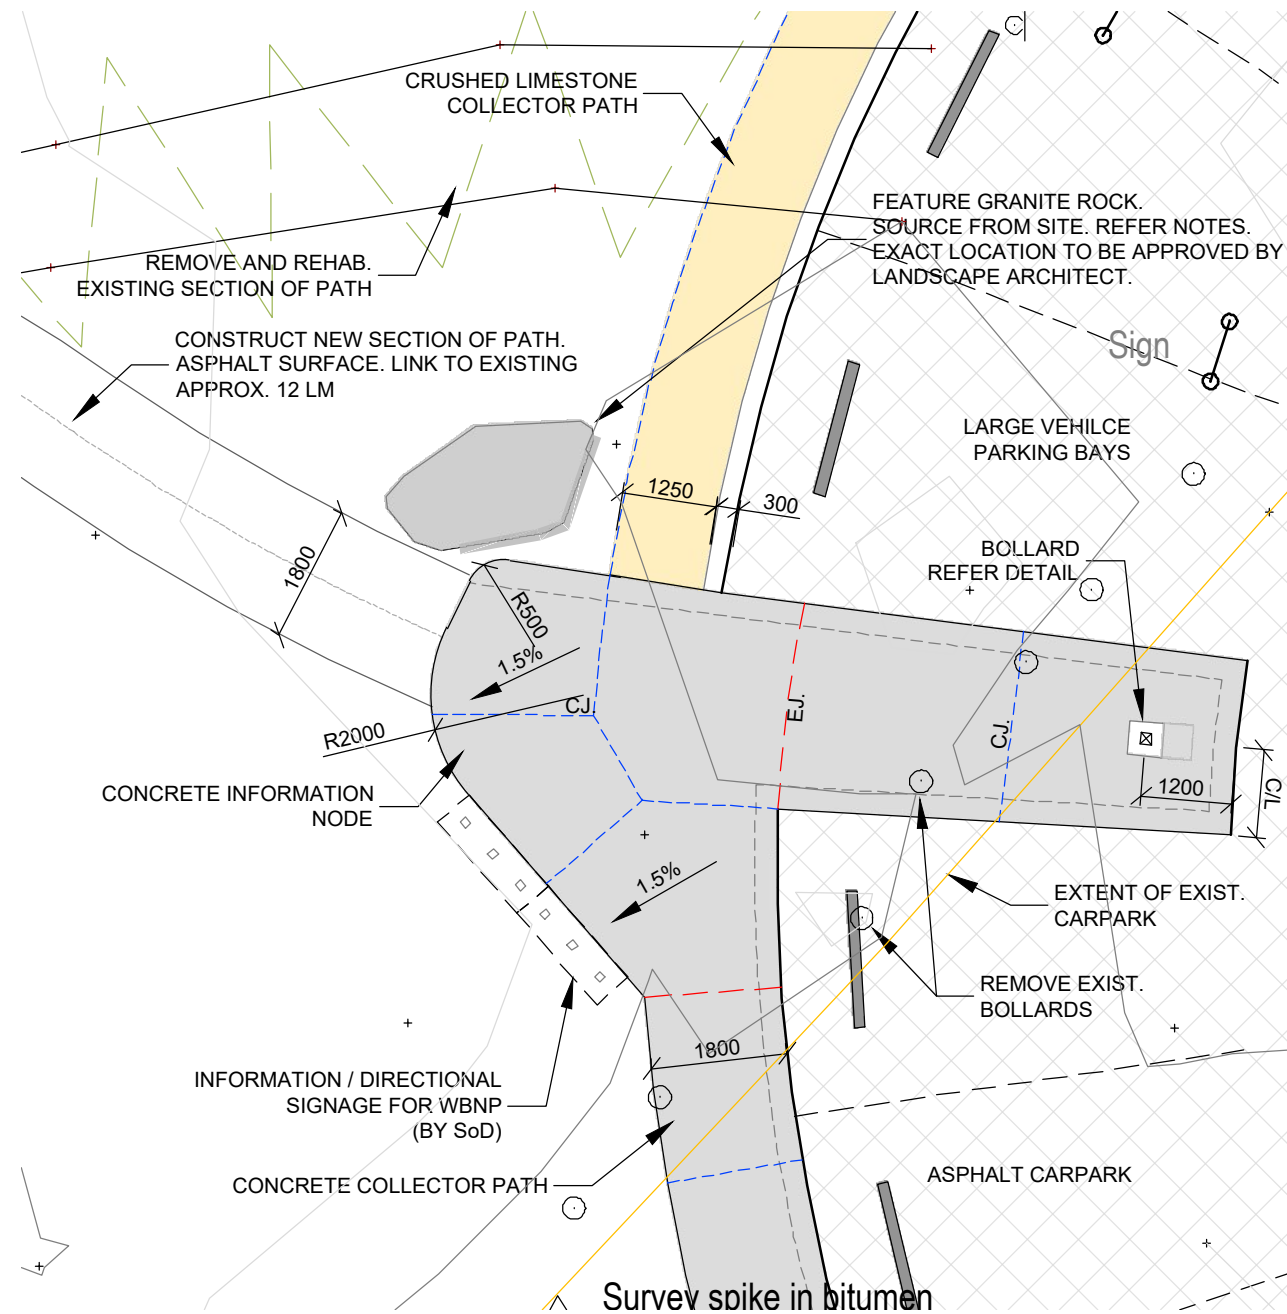 CRUSHED LIMESTONE
COLLECTOR PATH
FEATURE GRANITE ROCK.
SOURCE FROM SITE. REFER NOTES.
EXACT LOCATION TO BE APPROVED BY
LANDSCAPE ARCHITECT.
REMOVE AND REHAB.
EXISTING SECTION OF PATH
CONSTRUCT NEW SECTION OF PATH.
ASPHALT SURFACE. LINK TO EXISTING
APPROX. 12 LM
Sign
LARGE VEHILCE
PARKING BAYS
1250
300
1800
BOLLARD
REFER DETAIL
R500
1.5%
CJ.
EJ.
CJ.
R2000
1200
C/L
CONCRETE INFORMATION
NODE
1.5%
EXTENT OF EXIST.
CARPARK
REMOVE EXIST.
BOLLARDS
1800
INFORMATION / DIRECTIONAL
SIGNAGE FOR WBNP
(BY SoD)
CONCRETE COLLECTOR PATH
ASPHALT CARPARK
Survey spike in bitumen